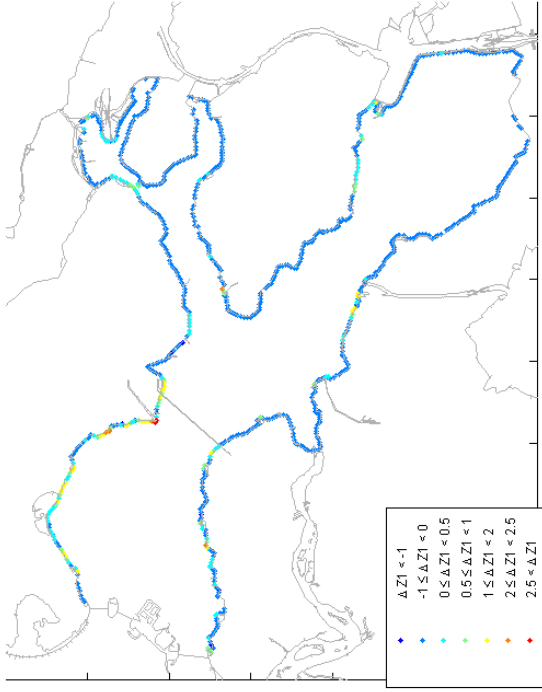 ΔZ1 < -1
-1 ≤ ΔZ1 < 0
0 ≤ ΔZ1 < 0.5
0.5 ≤ ΔZ1 < 1
1 ≤ ΔZ1 < 2
2 ≤ ΔZ1 < 2.5
2.5 < ΔZ1